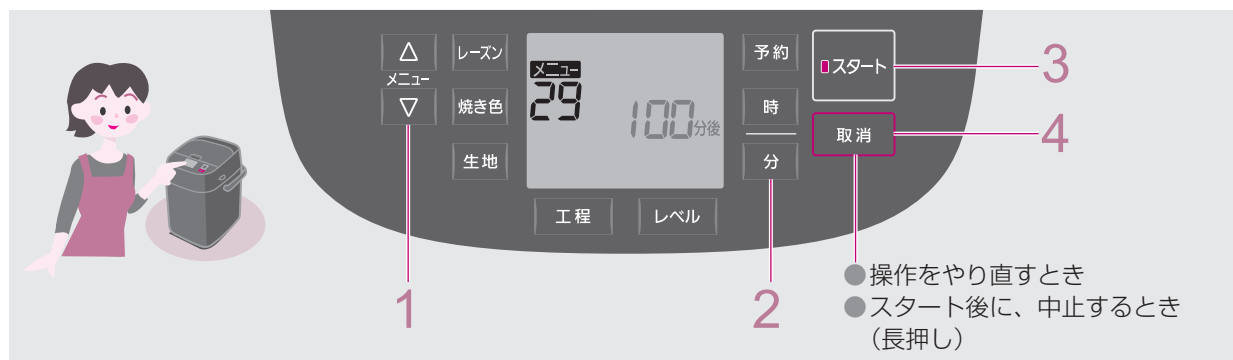 △
メニュー
▽
レーズン
焼き色
生地
メニュー
29
100分後
工程
レベル
予約
時
分
スタート
取消
1
2
3
4
●操作をやり直すとき
●スタート後に、中止するとき
（長押し）